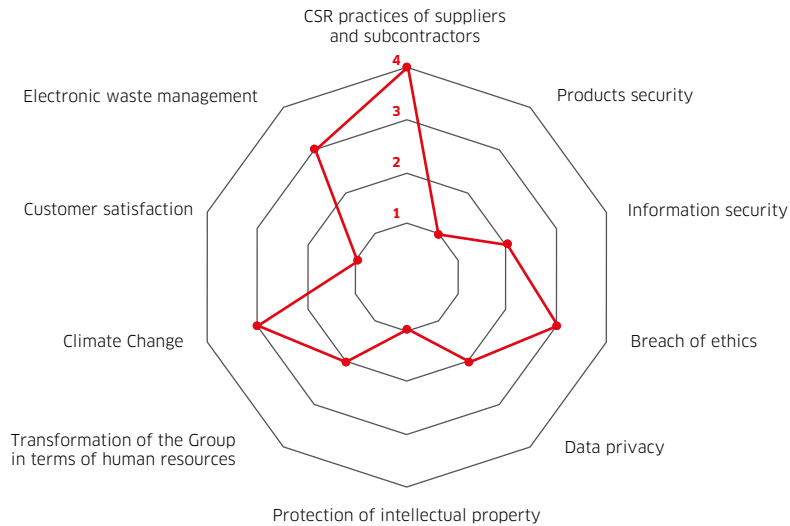 CSR practices of suppliers
and subcontractors
4
Electronic waste management
Products security
3
2
Customer satisfaction
1
Information security
Climate Change
Breach of ethics
Transformation of the Group
in terms of human resources
Data privacy
Protection of intellectual property